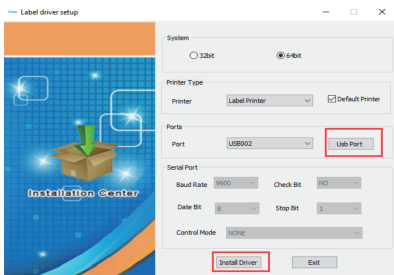 Label driver setup
System
32bit 64bit
Printer Type
Printer Label Printer Default Printer
Ports
Port USB002 Usb Port
Serial Port
Baud Rate 9600 Check Bit NO
Date Bit 8 Stop Bit 1
Control Mode NONE
Install Driver Exit
Installation Center